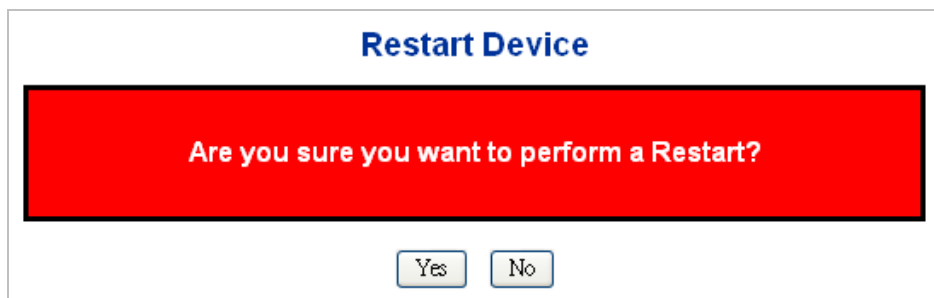 Restart Device
Are you sure you want to perform a Restart?
Yes No